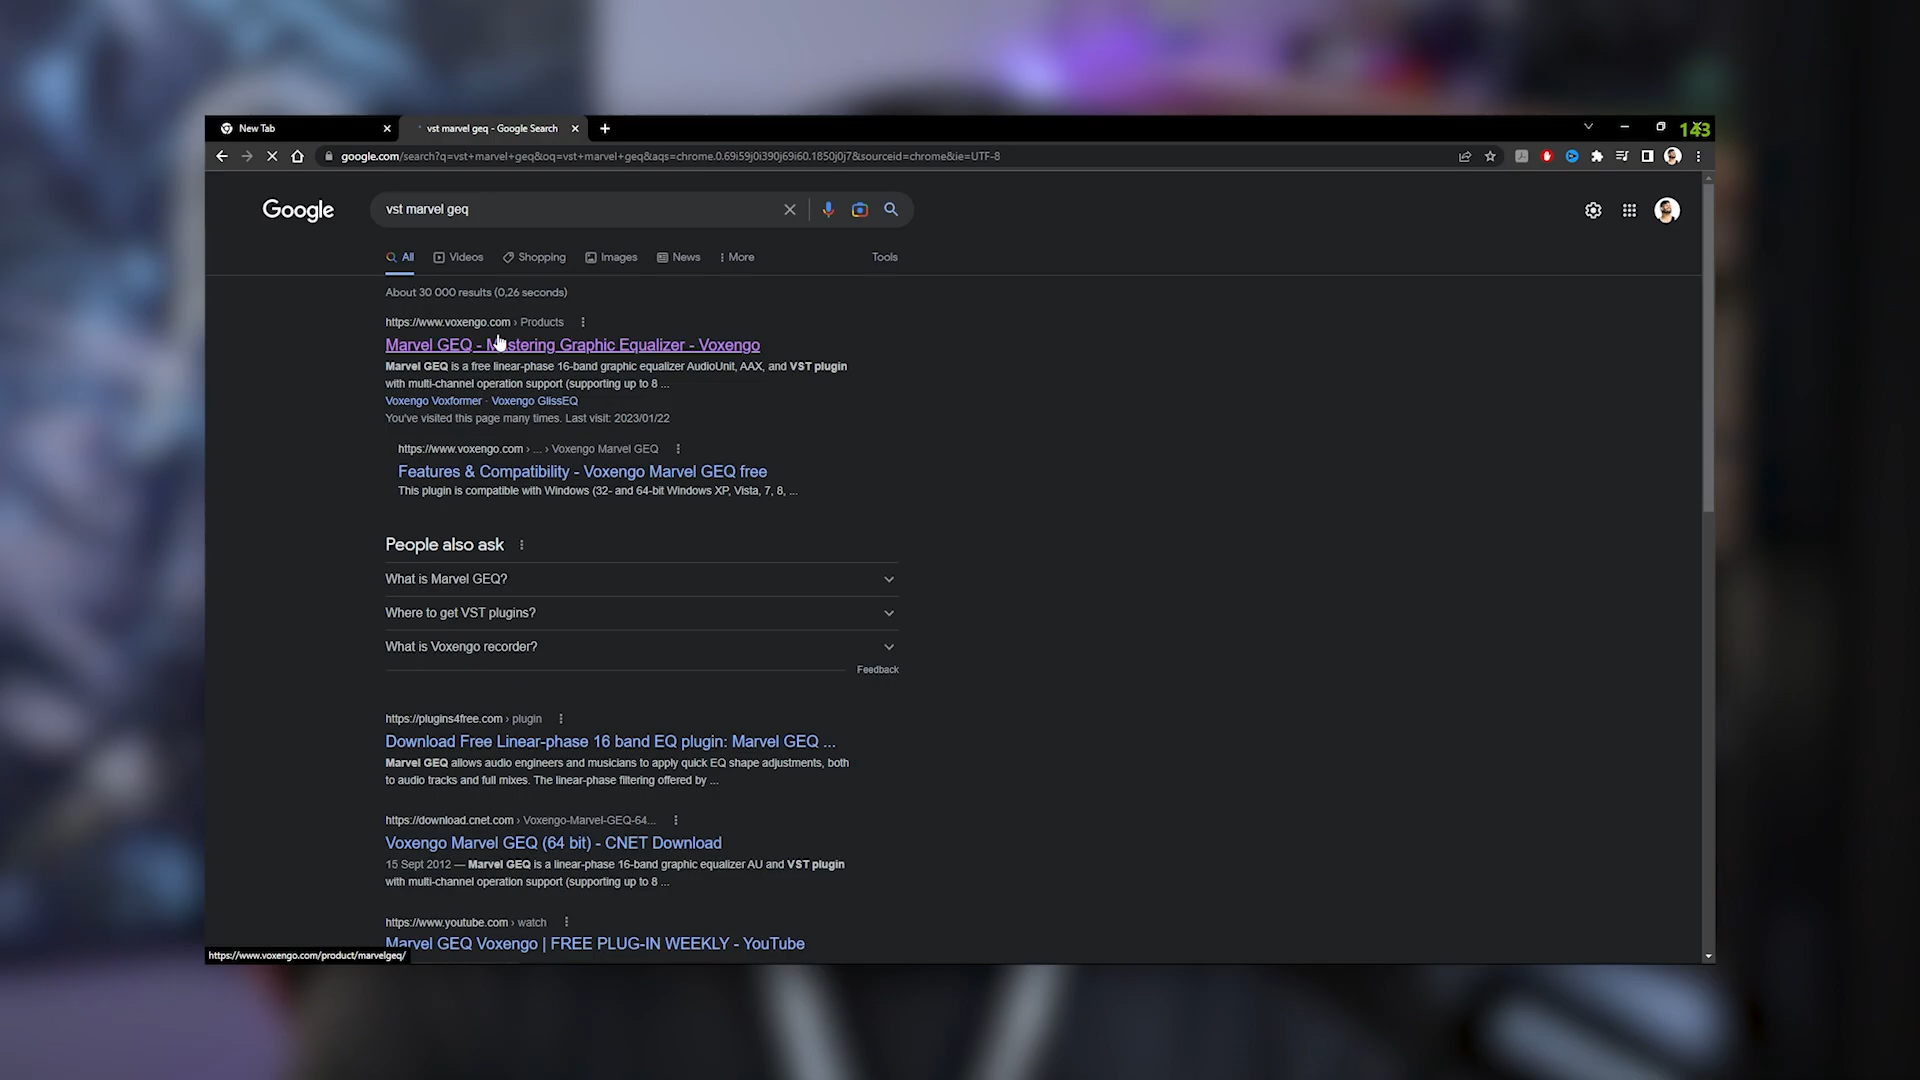 New Tab
vst marvel geq - Google Search
143
google.com/search?q=vst+marvel+geq&oq=vst+marvel+geq&aqs=chrome.0.69i59j0i390j69i60.1850j0j7&sourceid=chrome&ie=UTF-8
Google
vst marvel geq
All
Videos
Shopping
Images
News
More
Tools
About 30 000 results (0,26 seconds)
https://www.voxengo.com › Products
Marvel GEQ - Mastering Graphic Equalizer - Voxengo
Marvel GEQ is a free linear-phase 16-band graphic equalizer AudioUnit, AAX, and VST plugin
with multi-channel operation support (supporting up to 8 ...
Voxengo Voxformer · Voxengo GlissEQ
You've visited this page many times. Last visit: 2023/01/22
https://www.voxengo.com › ... › Voxengo Marvel GEQ
Features & Compatibility - Voxengo Marvel GEQ free
This plugin is compatible with Windows (32- and 64-bit Windows XP, Vista, 7, 8, ...
People also ask
What is Marvel GEQ?
Where to get VST plugins?
What is Voxengo recorder?
Feedback
https://plugins4free.com › plugin
Download Free Linear-phase 16 band EQ plugin: Marvel GEQ ...
Marvel GEQ allows audio engineers and musicians to apply quick EQ shape adjustments, both
to audio tracks and full mixes. The linear-phase filtering offered by ...
https://download.cnet.com › Voxengo-Marvel-GEQ-64...
Voxengo Marvel GEQ (64 bit) - CNET Download
15 Sept 2012 — Marvel GEQ is a linear-phase 16-band graphic equalizer AU and VST plugin
with multi-channel operation support (supporting up to 8 ...
https://www.youtube.com › watch
Marvel GEQ Voxengo | FREE PLUG-IN WEEKLY - YouTube
https://www.voxengo.com/product/marvelgeq/